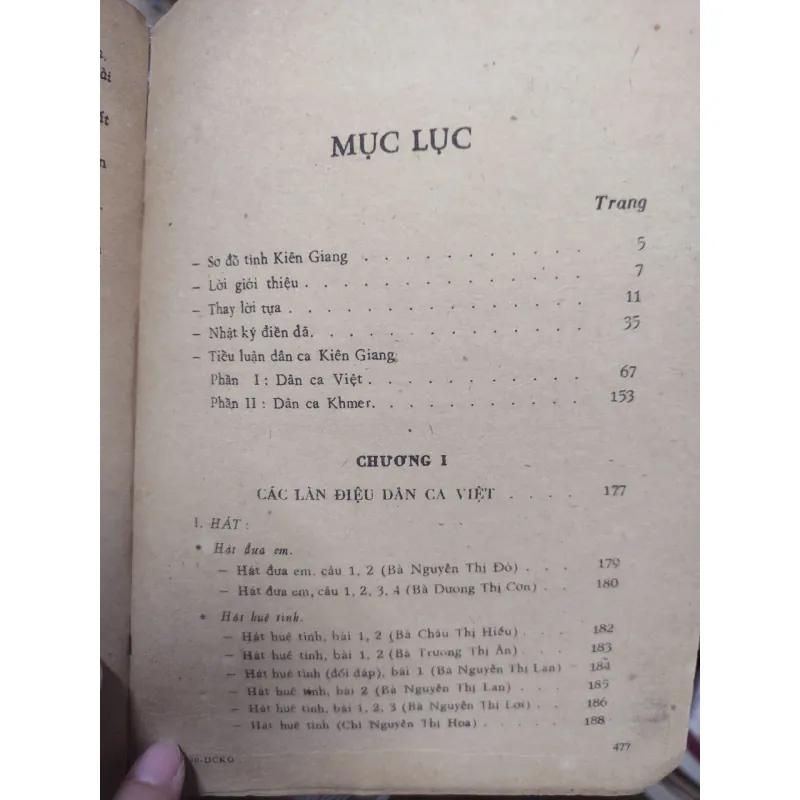 MỤC LỤC
Trang
– Sơ đồ tỉnh Kiên Giang . . . . . . . . . . . 5
– Lời giới thiệu . . . . . . . . . . . . . . 7
– Thay lời tựa . . . . . . . . . . . . . . 11
– Nhật ký điền dã. . . . . . . . . . . . . 35
– Tiểu luận dân ca Kiên Giang
Phần I : Dân ca Việt . . . . . . . . . . . 67
Phần II : Dân ca Khmer. . . . . . . . . . . 153
CHƯƠNG I
CÁC LÀN ĐIỆU DÂN CA VIỆT . . . . 177
1. HÁT :
* Hát đưa em.
– Hát đưa em. câu 1, 2 (Bà Nguyễn Thị Đó) . . . 179
– Hát đưa em, câu 1, 2, 3, 4 (Bà Dương Thị Cơn) . . 180
* Hát huê tình.
– Hát huê tình, bài 1, 2 (Bà Châu Thị Hiếu) . . . 182
– Hát huê tình, bài 1, 2 (Bà Trương Thị Ân) . . . 183
– Hát huê tình (đối đáp), bài 1 (Bà Nguyễn Thị Lan) – 184
– Hát huê tình, bài 2 (Bà Nguyễn Thị Lan) . . . 185
– Hát huê tình, bài 1, 2, 3 (Bà Nguyễn Thị Lơi) . . 186
– Hát huê tình (Chị Nguyễn Thị Hoa) . . . . . 188
477